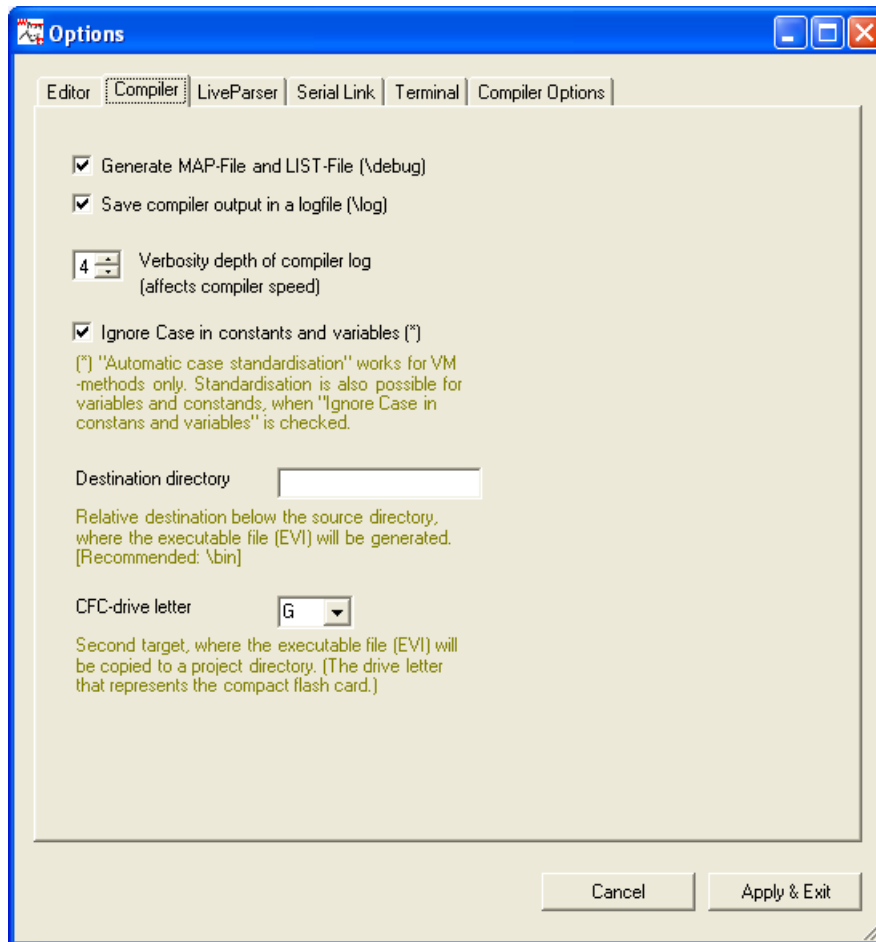 Options
Editor
Compiler
LiveParser
Serial Link
Terminal
Compiler Options
Generate MAP-File and LIST-File (\debug)
Save compiler output in a logfile (\log)
4
Verbosity depth of compiler log
(affects compiler speed)
Ignore Case in constants and variables (*)
(*) "Automatic case standardisation" works for VM
-methods only. Standardisation is also possible for
variables and constands, when "Ignore Case in
constans and variables" is checked.
Destination directory
Relative destination below the source directory,
where the executable file (EVI) will be generated.
[Recommended: \bin]
CFC-drive letter
G
Second target, where the executable file (EVI) will
be copied to a project directory. (The drive letter
that represents the compact flash card.)
Cancel
Apply & Exit